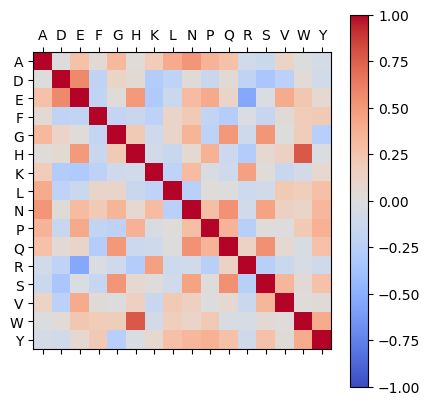 A D E F G H K L N P Q R S V W Y
A
D
E
F
G
H
K
L
N
P
Q
R
S
V
W
Y
1.00
0.75
0.50
0.25
0.00
−0.25
−0.50
−0.75
−1.00